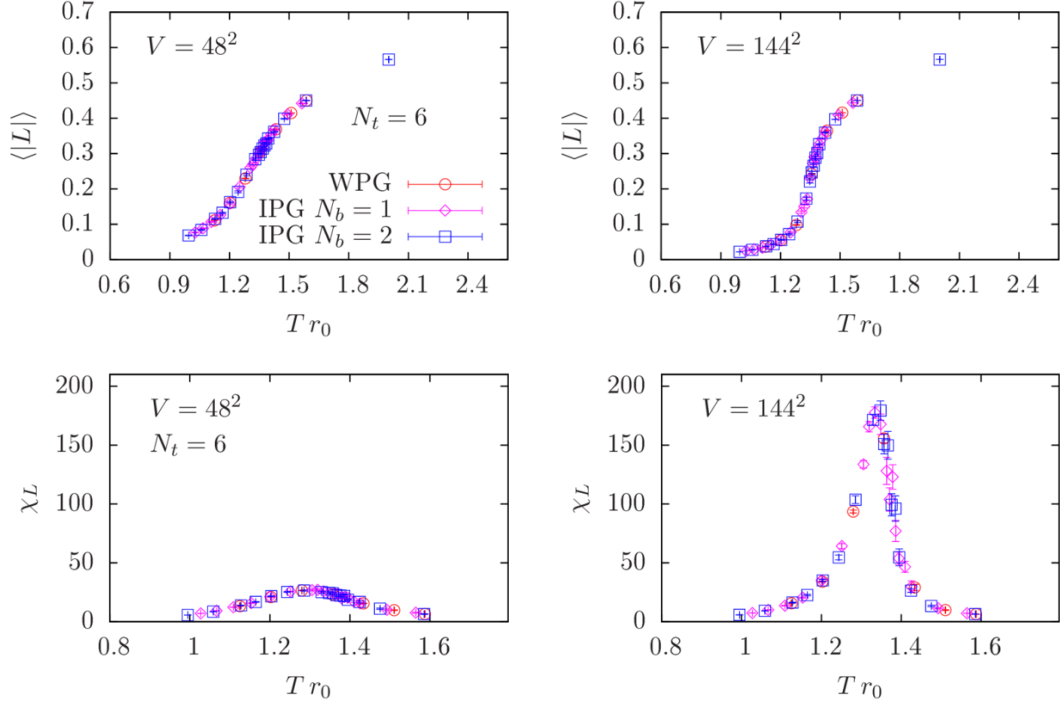 0.7
0.6
0.5
0.4
0.3
0.2
0.1
0
⟨|L|⟩
V = 48²
N_t = 6
WPG
IPG N_b = 1
IPG N_b = 2
0.6 0.9 1.2 1.5 1.8 2.1 2.4
T r₀
0.7
0.6
0.5
0.4
0.3
0.2
0.1
0
⟨|L|⟩
V = 144²
0.6 0.9 1.2 1.5 1.8 2.1 2.4
T r₀
200
150
100
50
0
χ_L
V = 48²
N_t = 6
0.8 1 1.2 1.4 1.6
T r₀
200
150
100
50
0
χ_L
V = 144²
0.8 1 1.2 1.4 1.6
T r₀